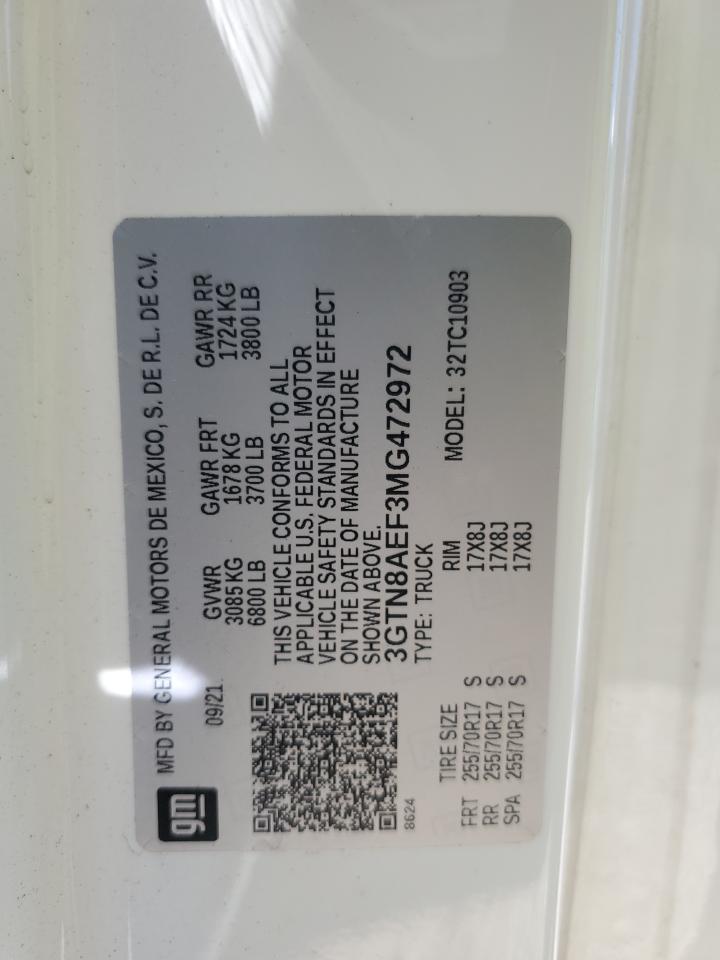 gm
MFD BY GENERAL MOTORS DE MEXICO, S. DE R.L. DE C.V.
09/21
GVWR GAWR FRT GAWR RR
3085 KG 1678 KG 1724 KG
6800 LB 3700 LB 3800 LB
THIS VEHICLE CONFORMS TO ALL
APPLICABLE U.S. FEDERAL MOTOR
VEHICLE SAFETY STANDARDS IN EFFECT
ON THE DATE OF MANUFACTURE
SHOWN ABOVE.
3GTN8AEF3MG472972
8624
TYPE: TRUCK
MODEL: 32TC10903
TIRE SIZE RIM
FRT 255/70R17 S 17X8J
RR 255/70R17 S 17X8J
SPA 255/70R17 S 17X8J